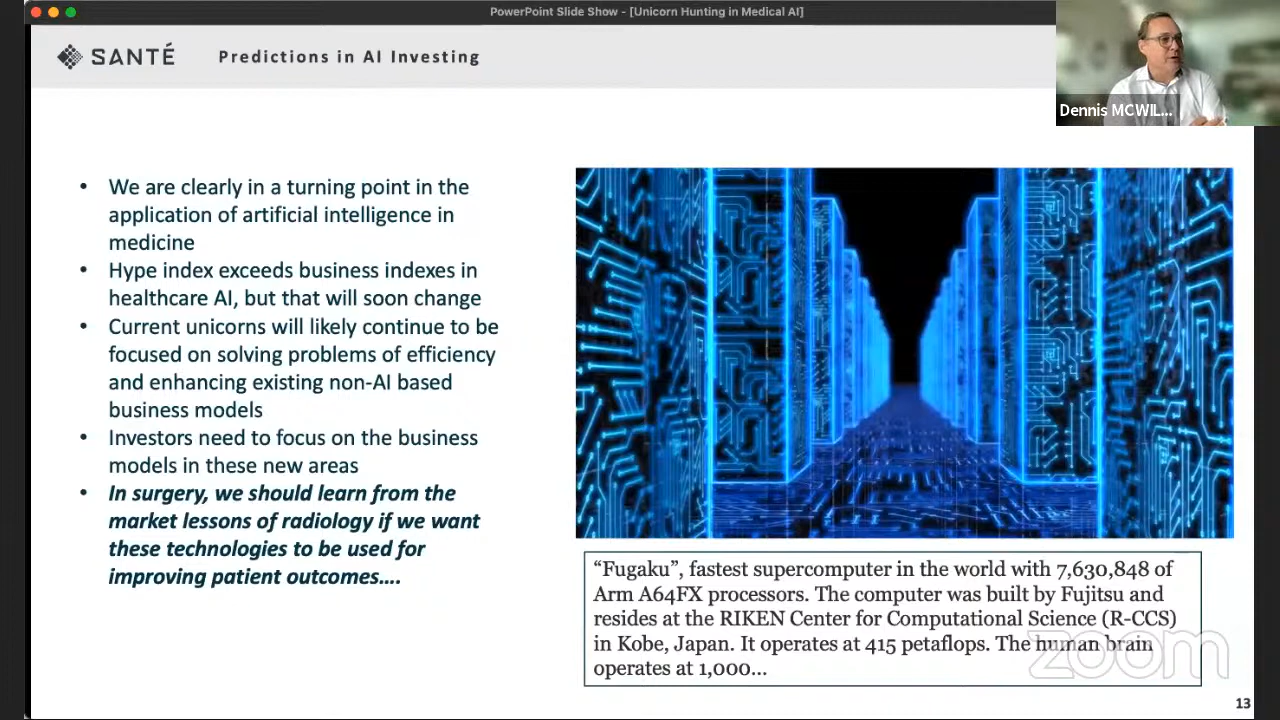 PowerPoint Slide Show - [Unicorn Hunting in Medical AI]
SANTÉ
Predictions in AI Investing
Dennis MCWIL...
• We are clearly in a turning point in the
application of artificial intelligence in
medicine
• Hype index exceeds business indexes in
healthcare AI, but that will soon change
• Current unicorns will likely continue to be
focused on solving problems of efficiency
and enhancing existing non-AI based
business models
• Investors need to focus on the business
models in these new areas
• In surgery, we should learn from the
market lessons of radiology if we want
these technologies to be used for
improving patient outcomes….
“Fugaku”, fastest supercomputer in the world with 7,630,848 of
Arm A64FX processors. The computer was built by Fujitsu and
resides at the RIKEN Center for Computational Science (R-CCS)
in Kobe, Japan. It operates at 415 petaflops. The human brain
operates at 1,000…
zoom
13